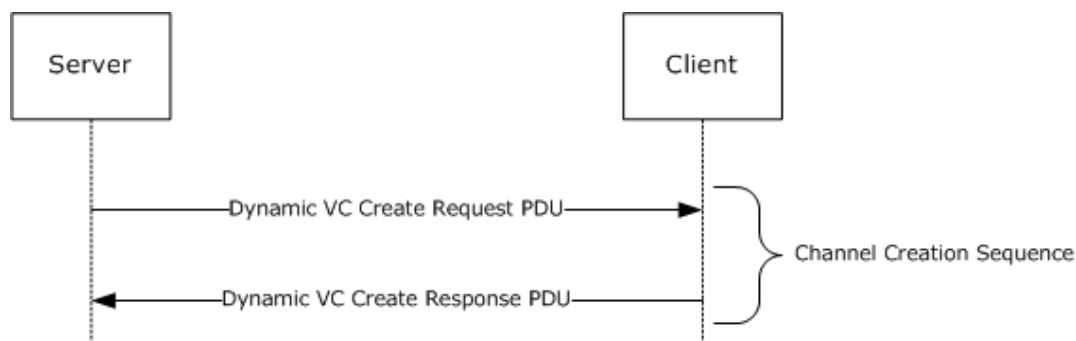 Server
Client
Dynamic VC Create Request PDU
Channel Creation Sequence
Dynamic VC Create Response PDU